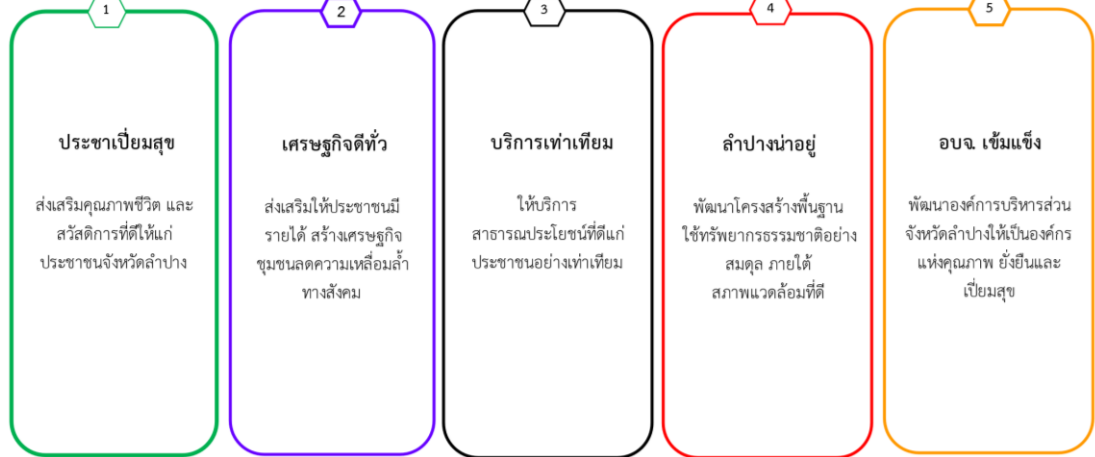 1
ประชาเปี่ยมสุข
ส่งเสริมคุณภาพชีวิต และ
สวัสดิการที่ดีให้แก่
ประชาชนจังหวัดลำปาง
2
เศรษฐกิจดีทั่ว
ส่งเสริมให้ประชาชนมี
รายได้ สร้างเศรษฐกิจ
ชุมชนลดความเหลื่อมล้ำ
ทางสังคม
3
บริการเท่าเทียม
ให้บริการ
สาธารณประโยชน์ที่ดีแก่
ประชาชนอย่างเท่าเทียม
4
ลำปางน่าอยู่
พัฒนาโครงสร้างพื้นฐาน
ใช้ทรัพยากรธรรมชาติอย่าง
สมดุล ภายใต้
สภาพแวดล้อมที่ดี
5
อบจ. เข้มแข็ง
พัฒนาองค์การบริหารส่วน
จังหวัดลำปางให้เป็นองค์กร
แห่งคุณภาพ ยั่งยืนและ
เปี่ยมสุข